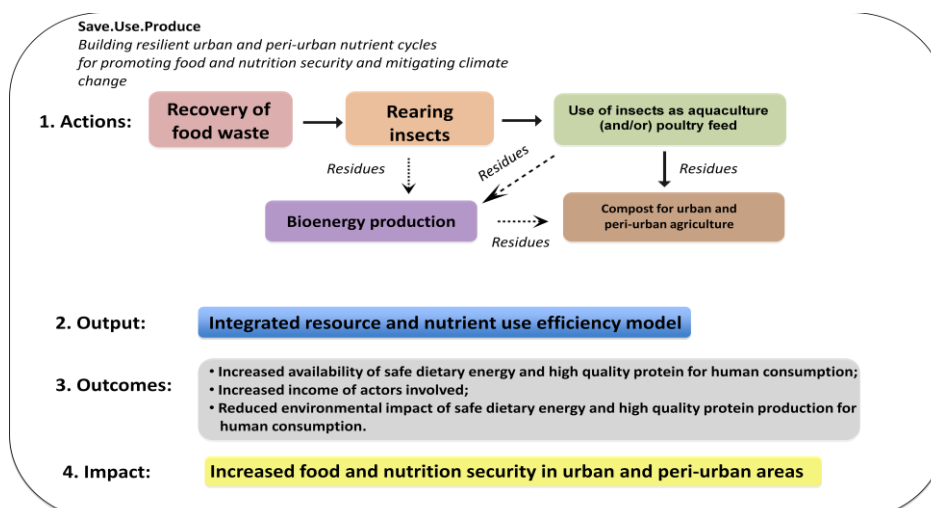 Save.Use.Produce
Building resilient urban and peri-urban nutrient cycles
for promoting food and nutrition security and mitigating climate
change
1. Actions:
Recovery of
food waste
Rearing
insects
Use of insects as aquaculture
(and/or) poultry feed
Residues
Residues
Residues
Bioenergy production
Residues
Compost for urban and
peri-urban agriculture
2. Output:
Integrated resource and nutrient use efficiency model
3. Outcomes:
• Increased availability of safe dietary energy and high quality protein for human consumption;
• Increased income of actors involved;
• Reduced environmental impact of safe dietary energy and high quality protein production for
human consumption.
4. Impact:
Increased food and nutrition security in urban and peri-urban areas